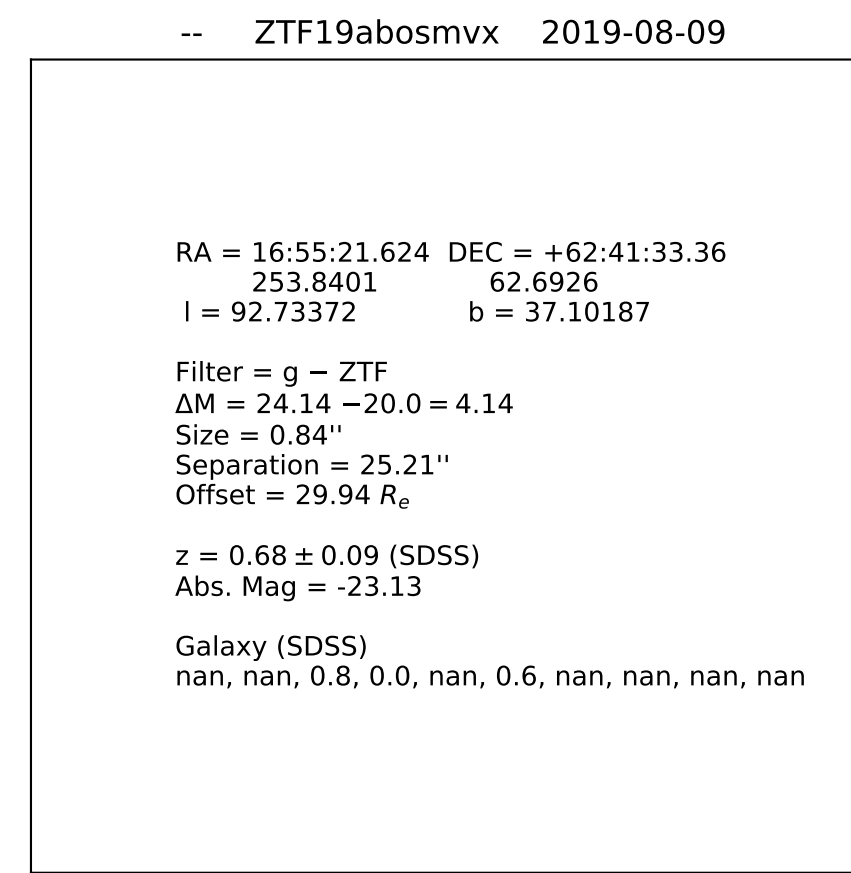 -- ZTF19abosmvx 2019-08-09
RA = 16:55:21.624 DEC = +62:41:33.36
253.8401 62.6926
l = 92.73372 b = 37.10187
Filter = g − ZTF
ΔM = 24.14 −20.0 = 4.14
Size = 0.84''
Separation = 25.21''
Offset = 29.94 Re
z = 0.68 ± 0.09 (SDSS)
Abs. Mag = -23.13
Galaxy (SDSS)
nan, nan, 0.8, 0.0, nan, 0.6, nan, nan, nan, nan